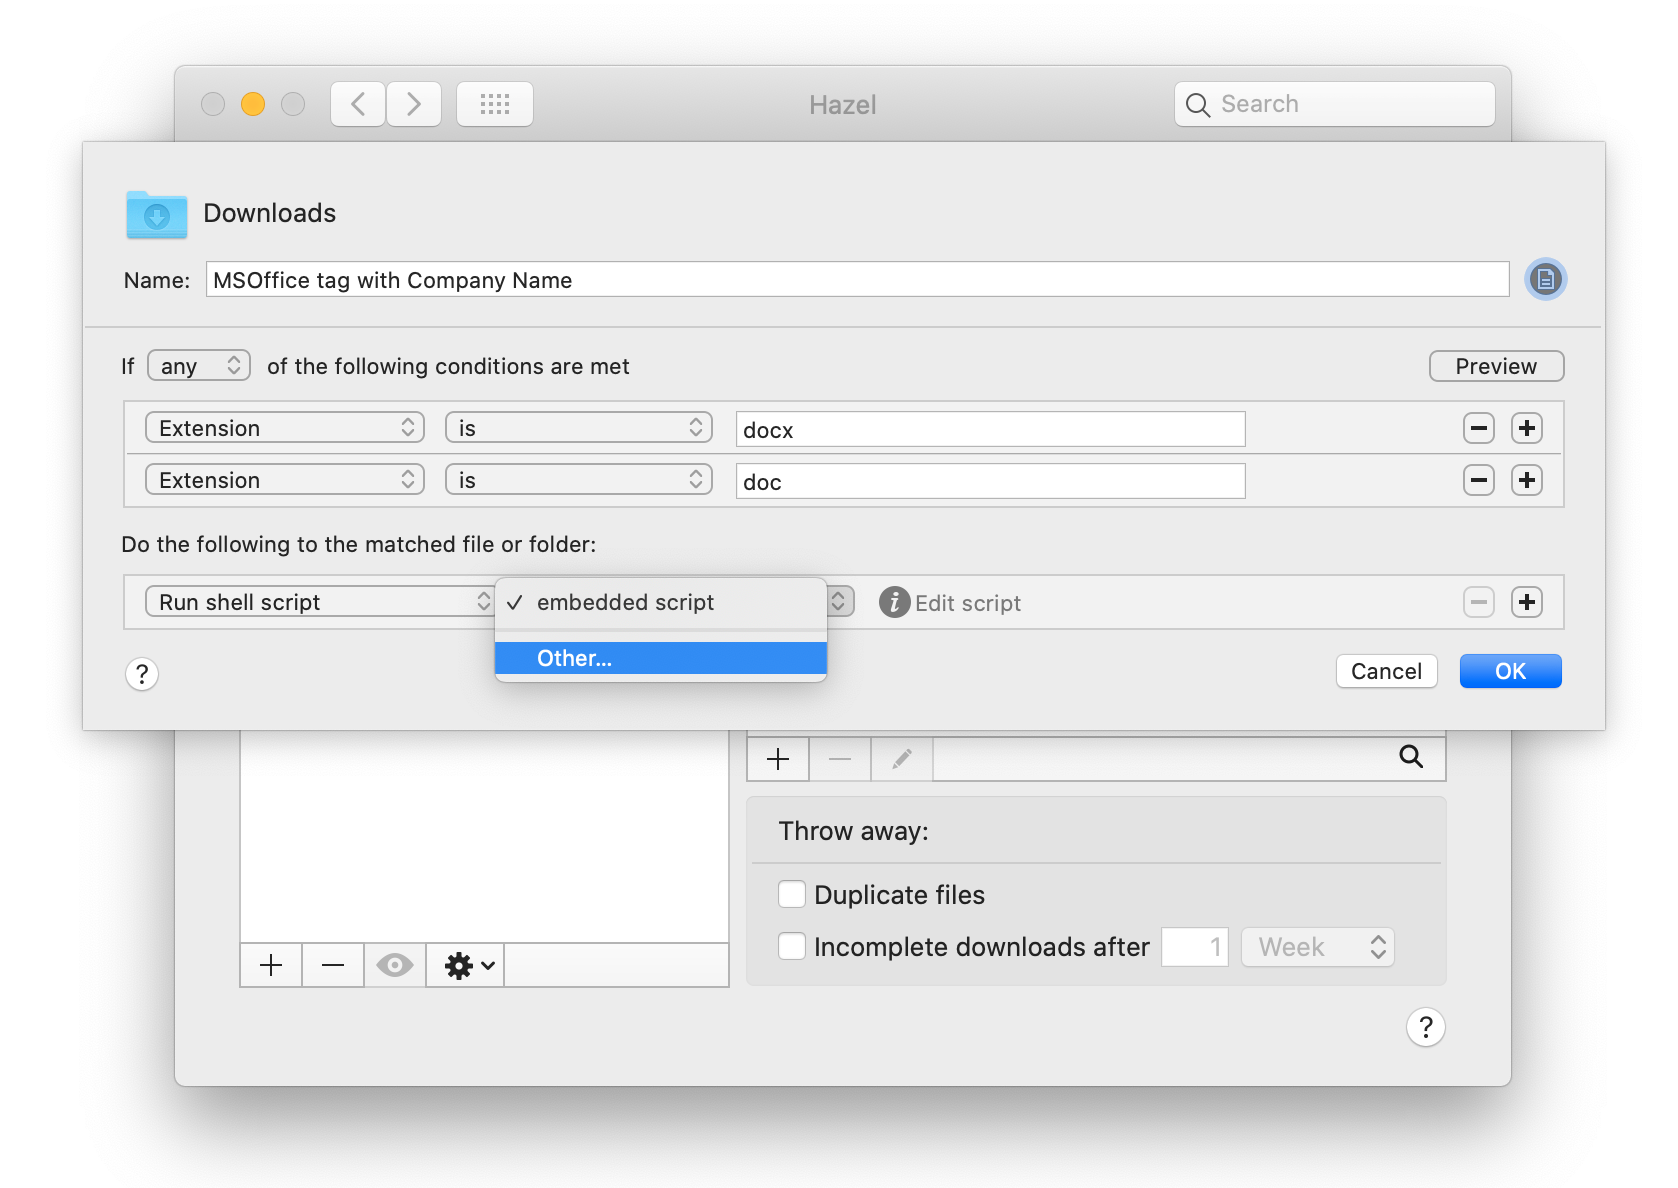 Hazel
Search
Downloads
Name: MSOffice tag with Company Name
If any of the following conditions are met
Preview
Extension is docx
Extension is doc
Do the following to the matched file or folder:
Run shell script ✓ embedded script i Edit script
Other...
? Cancel OK
Throw away:
Duplicate files
Incomplete downloads after 1 Week
?